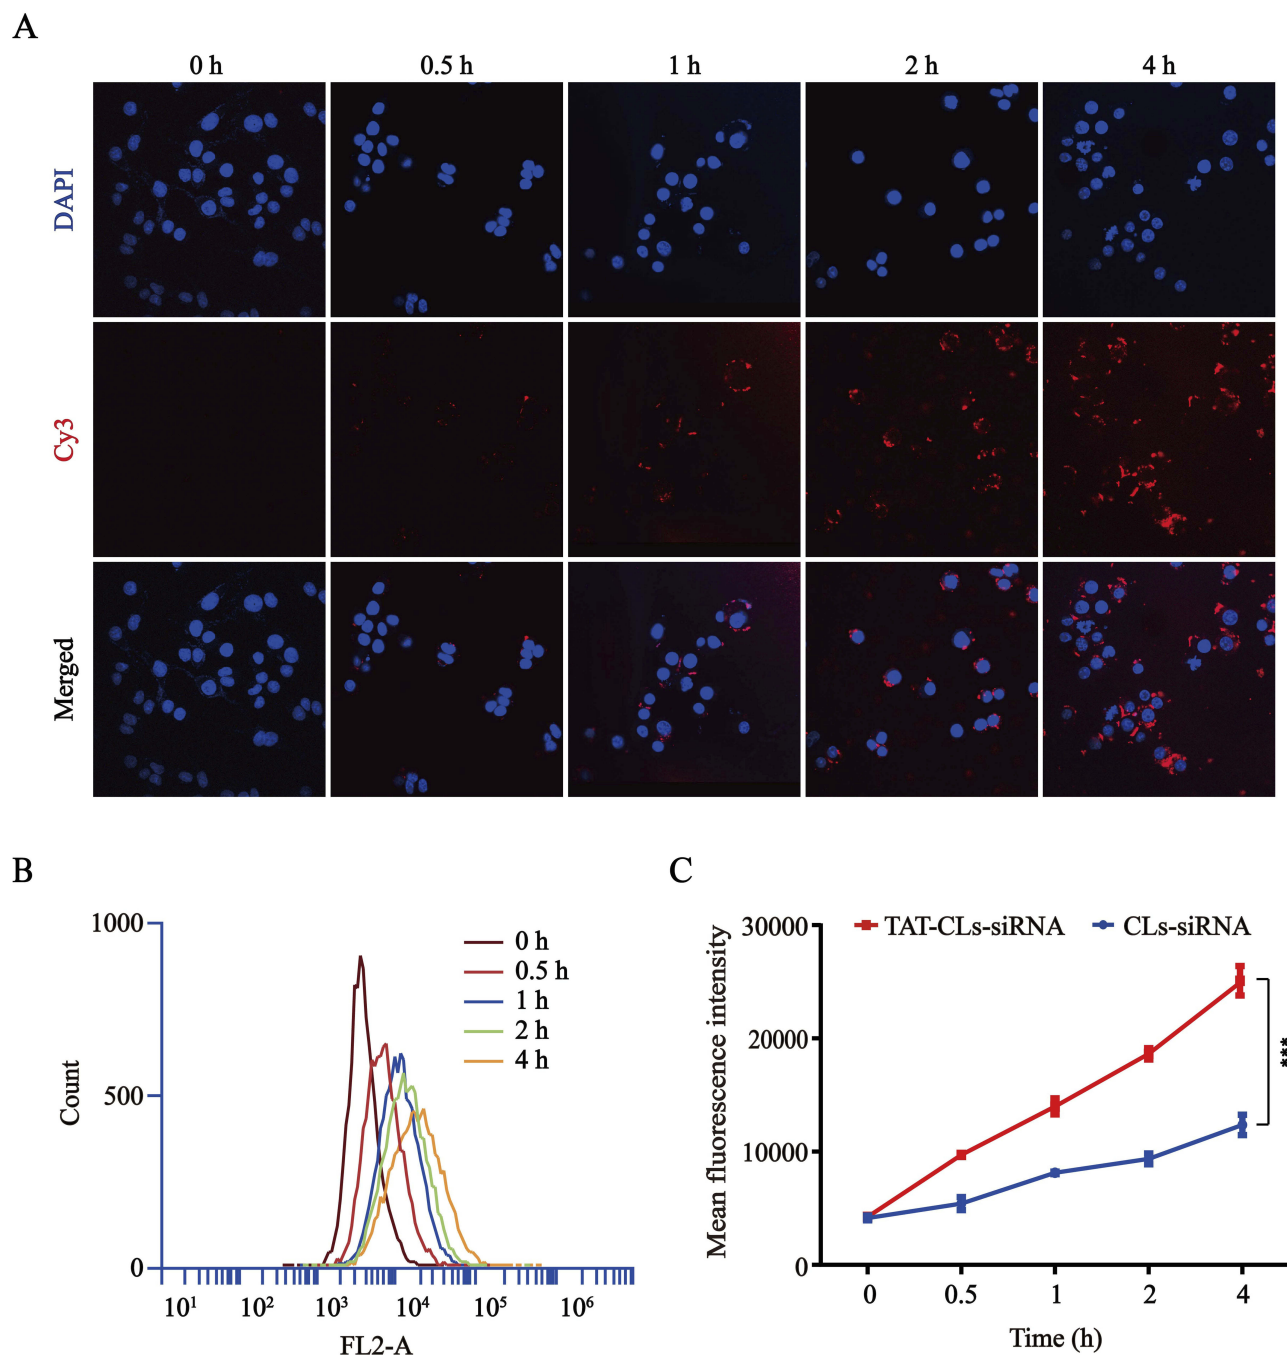 A
0 h
0.5 h
1 h
2 h
4 h
DAPI
Cy3
Merged
B
Count
1000
500
0
0 h
0.5 h
1 h
2 h
4 h
10¹
10²
10³
10⁴
10⁵
10⁶
FL2-A
C
Mean fluorescence intensity
30000
20000
10000
0
TAT-CLs-siRNA
CLs-siRNA
***
0
0.5
1
2
4
Time (h)